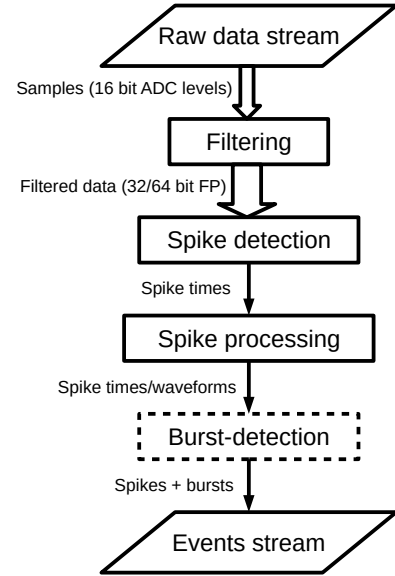 Raw data stream
Samples (16 bit ADC levels)
Filtering
Filtered data (32/64 bit FP)
Spike detection
Spike times
Spike processing
Spike times/waveforms
Burst-detection
Spikes + bursts
Events stream